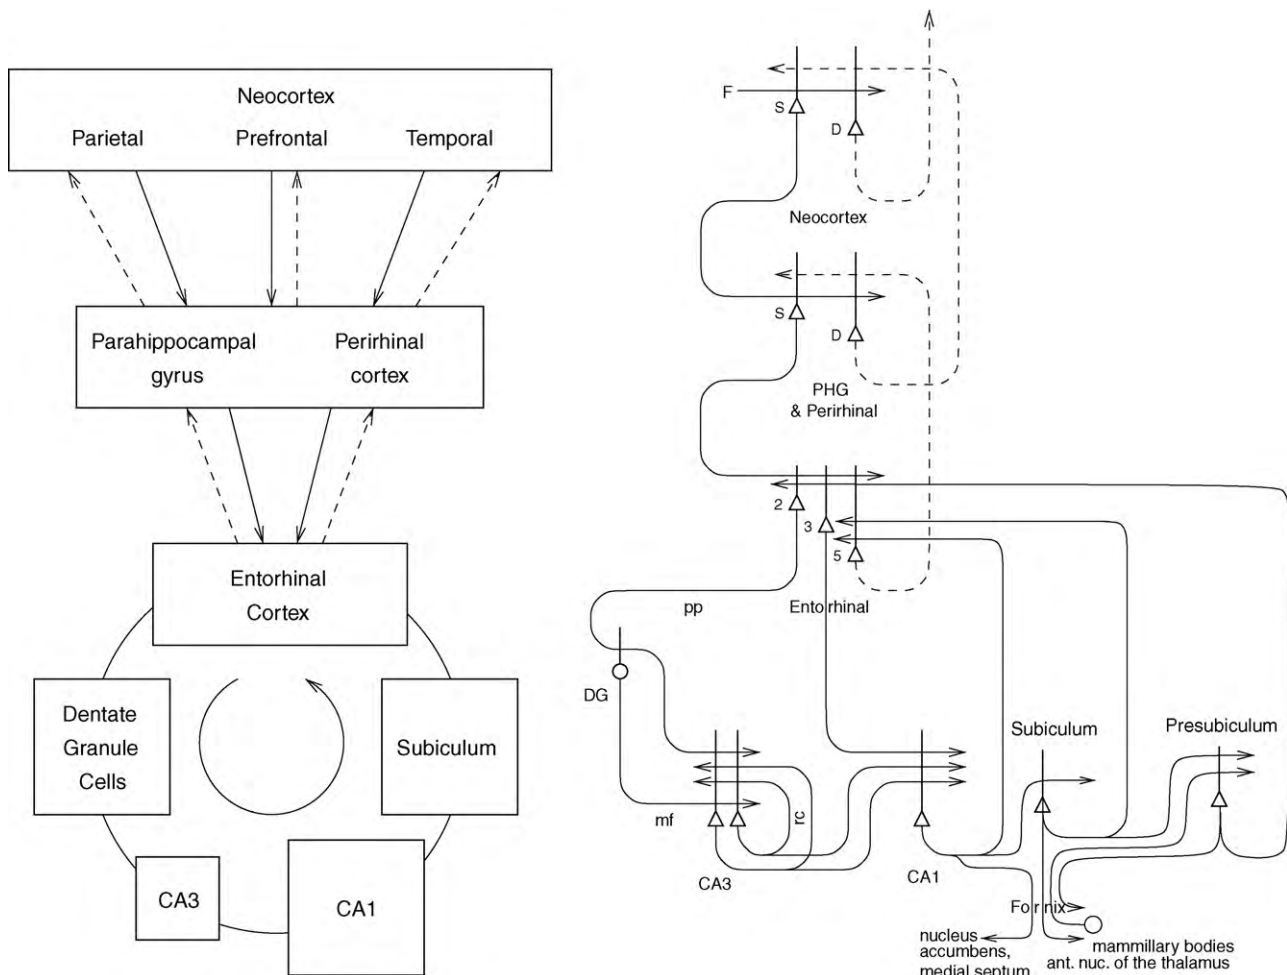 Neocortex
Parietal
Prefrontal
Temporal
Parahippocampal
gyrus
Perirhinal
cortex
Entorhinal
Cortex
Dentate
Granule
Cells
Subiculum
CA3
CA1
F
S
D
Neocortex
S
D
PHG
& Perirhinal
2
3
5
pp
Entorhinal
DG
Subiculum
Presubiculum
mf
rc
CA3
CA1
Fornix
nucleus
accumbens,
medial septum
mammillary bodies
ant. nuc. of the thalamus